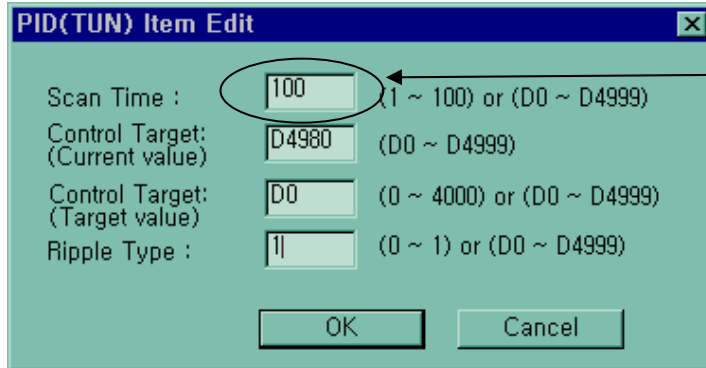 PID(TUN) Item Edit
Scan Time : 100 (1 ~ 100) or (D0 ~ D4999)
Control Target: D4980 (D0 ~ D4999)
(Current value)
Control Target: D0 (0 ~ 4000) or (D0 ~ D4999)
(Target value)
Ripple Type : 1 (0 ~ 1) or (D0 ~ D4999)
OK Cancel